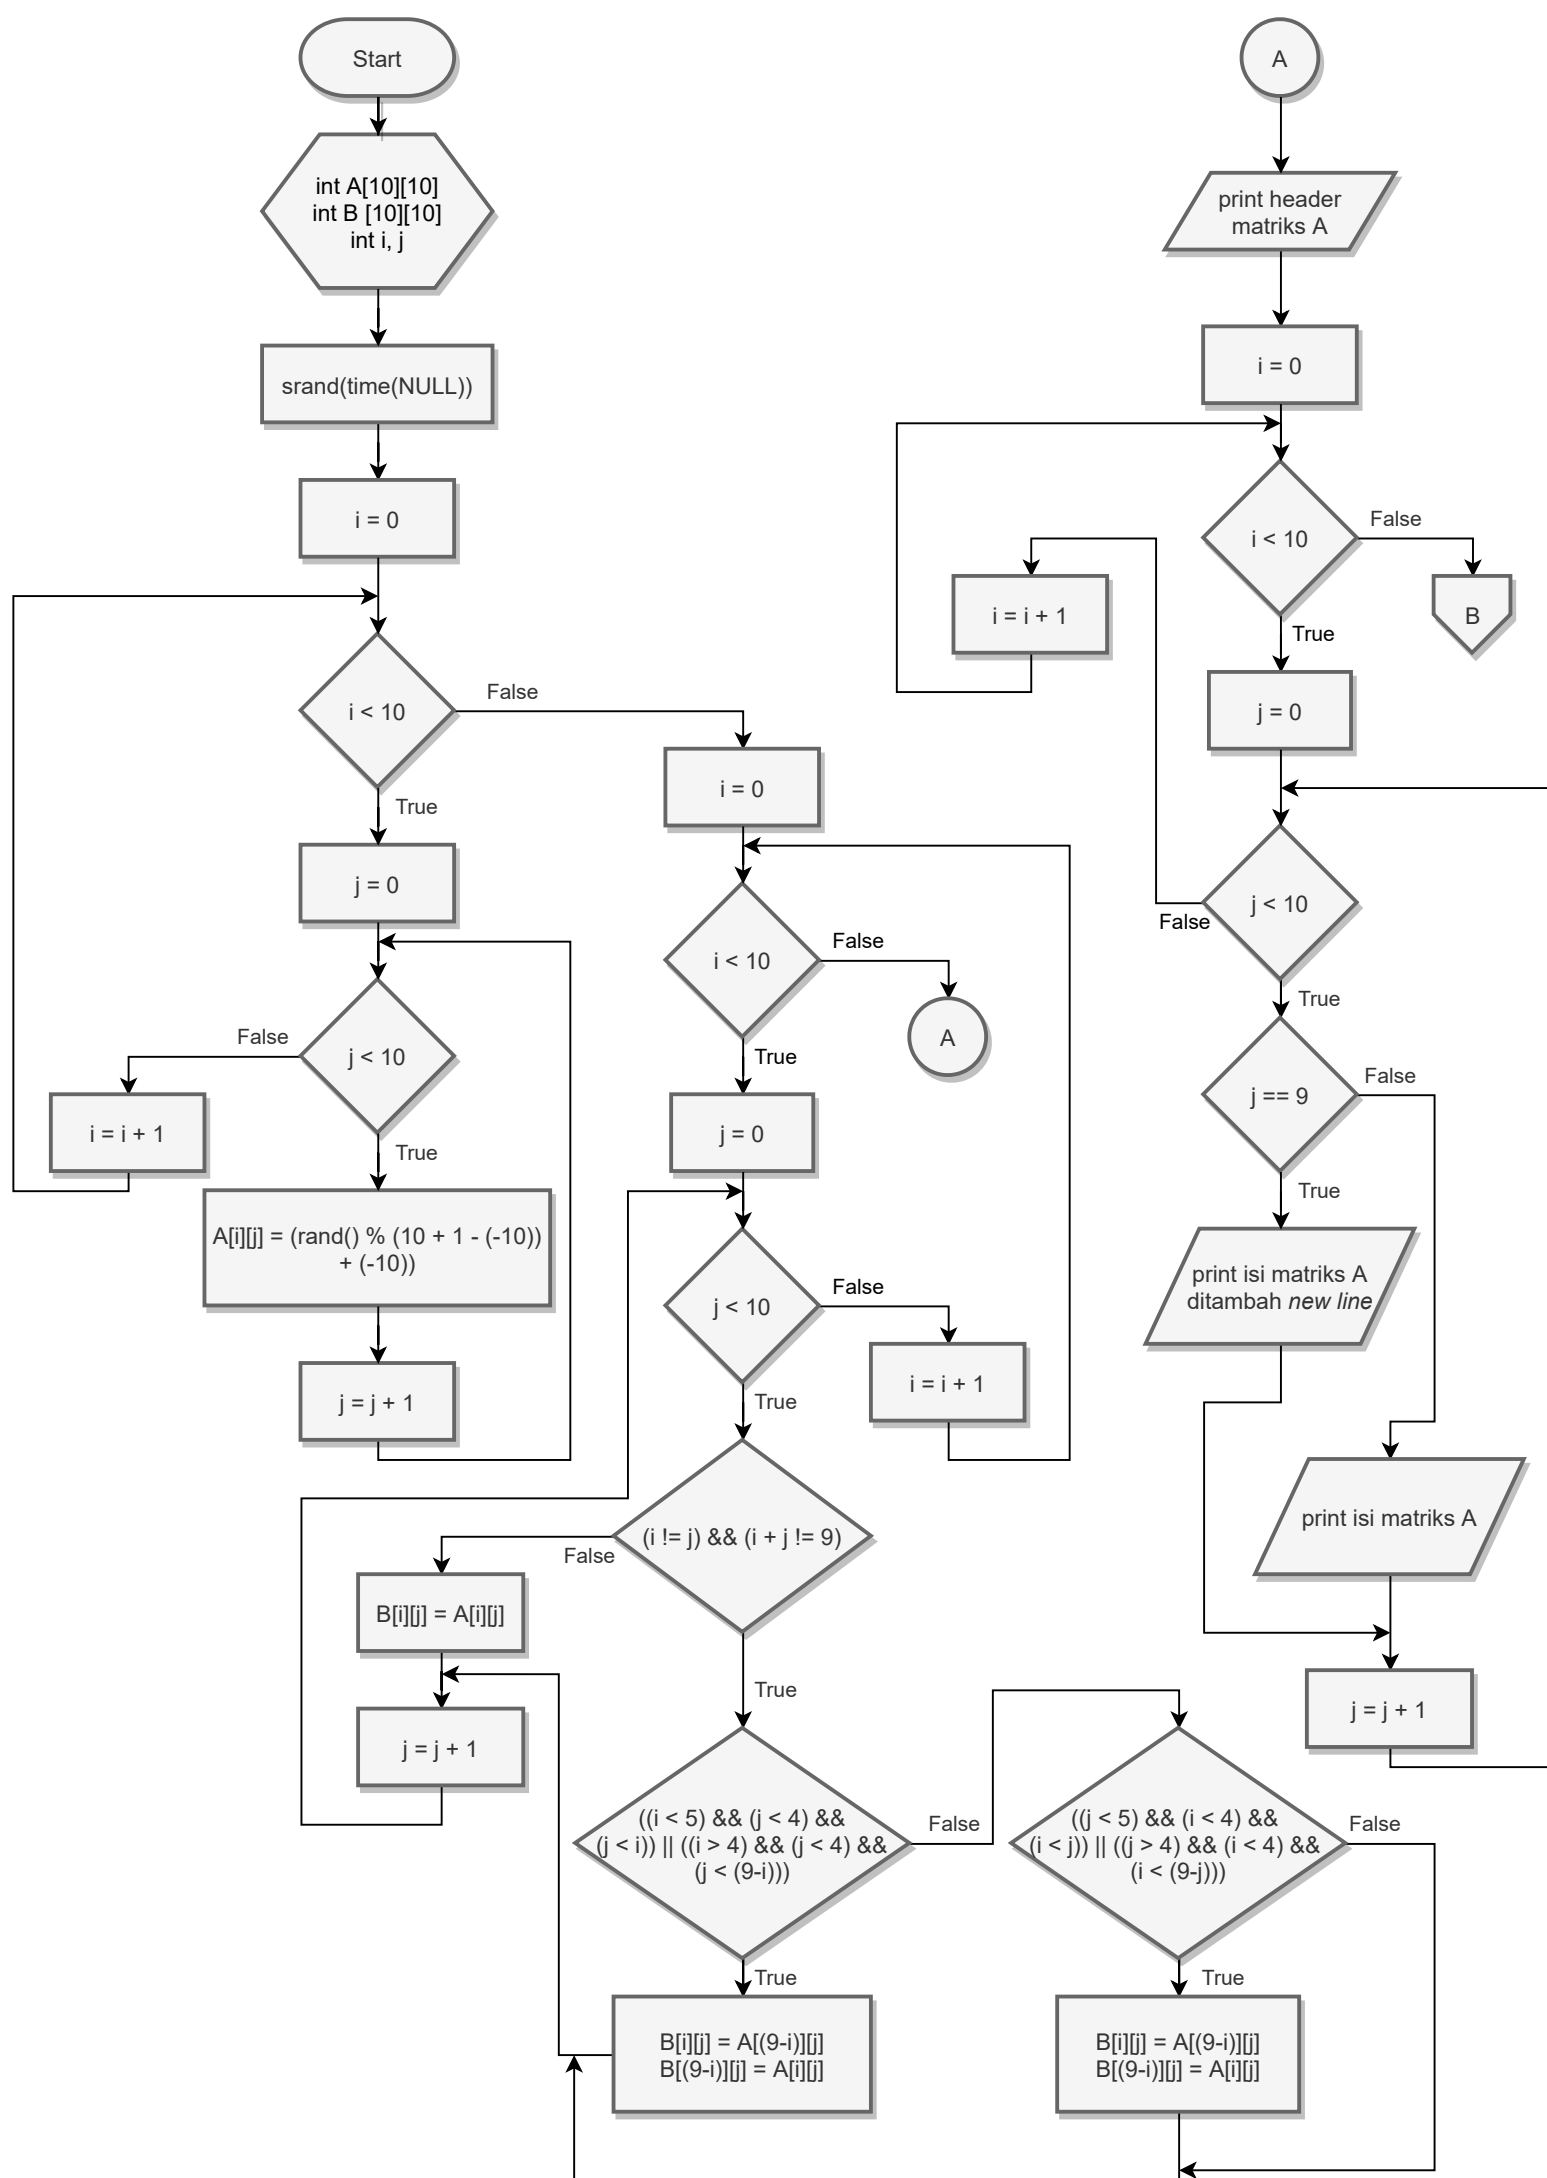 Start
int A[10][10]
int B [10][10]
int i, j
srand(time(NULL))
i = 0
i < 10
False
True
j = 0
j < 10
False
i = i + 1
True
A[i][j] = (rand() % (10 + 1 - (-10))
+ (-10))
j = j + 1
i = 0
i < 10
False
A
True
j = 0
j < 10
False
i = i + 1
True
(i != j) && (i + j != 9)
False
B[i][j] = A[i][j]
j = j + 1
True
((i < 5) && (j < 4) &&
(j < i)) || ((i > 4) && (j < 4) &&
(j < (9-i)))
False
True
B[i][j] = A[(9-i)][j]
B[(9-i)][j] = A[i][j]
((j < 5) && (i < 4) &&
(i < j)) || ((j > 4) && (i < 4) &&
(i < (9-j)))
False
True
B[i][j] = A[(9-i)][j]
B[(9-i)][j] = A[i][j]
A
print header
matriks A
i = 0
i < 10
False
B
i = i + 1
True
j = 0
j < 10
False
True
j == 9
False
True
print isi matriks A
ditambah new line
print isi matriks A
j = j + 1